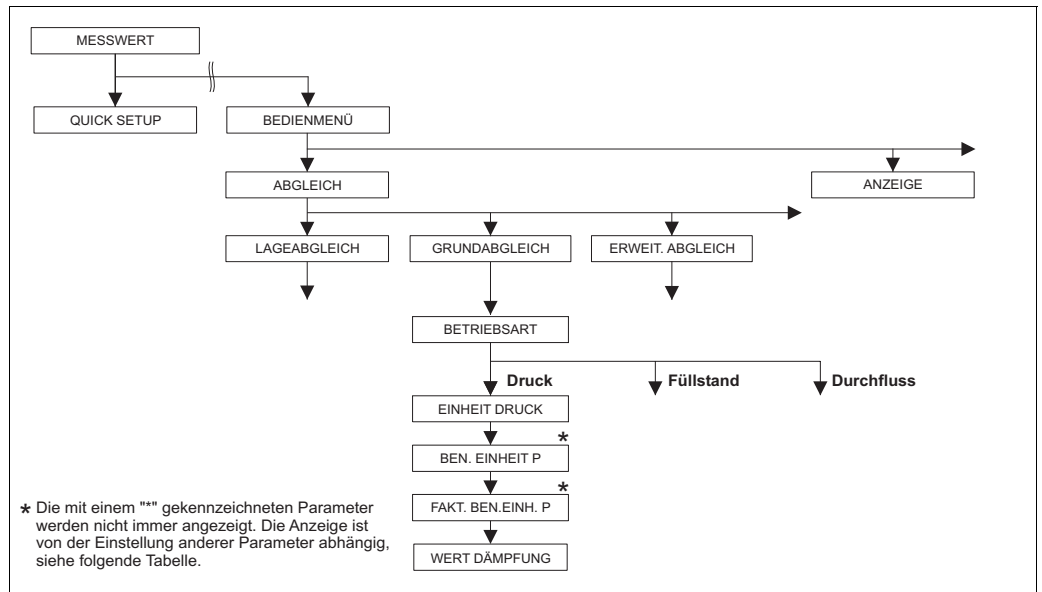 MESSWERT
QUICK SETUP
BEDIENMENÜ
ABGLEICH
ANZEIGE
LAGEABGLEICH
GRUNDABGLEICH
ERWEIT. ABGLEICH
BETRIEBSART
Druck
Füllstand
Durchfluss
EINHEIT DRUCK
*
BEN. EINHEIT P
*
FAKT. BEN.EINH. P
WERT DÄMPFUNG
* Die mit einem "*" gekennzeichneten Parameter
werden nicht immer angezeigt. Die Anzeige ist
von der Einstellung anderer Parameter abhängig,
siehe folgende Tabelle.